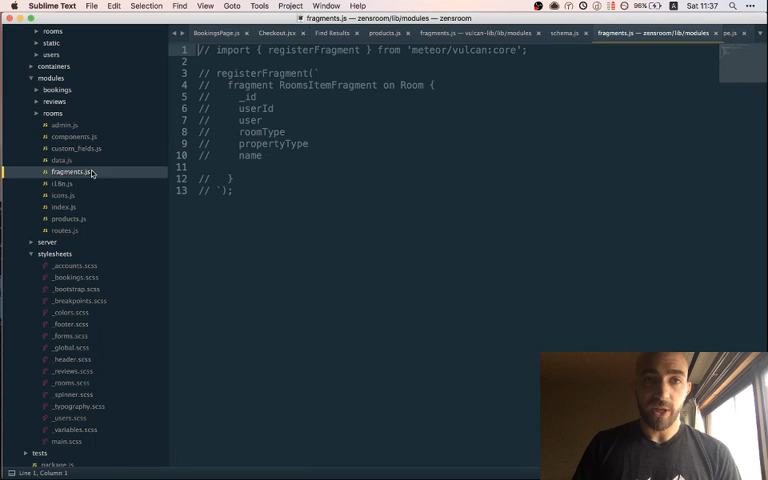 Sublime Text File Edit Selection Find View Goto Tools Project Window Help 96% A Sat 11:37
fragments.js — zensroom/lib/modules — zensroom
BookingsPage.js Checkout.jsx Find Results products.js fragments.js — vulcan-lib/lib/modules schema.js fragments.js — zensroom/lib/modules pe.js
rooms
static
users
containers
modules
bookings
reviews
rooms
admin.js
components.js
custom_fields.js
data.js
fragments.js
i18n.js
icons.js
index.js
products.js
routes.js
server
stylesheets
_accounts.scss
_bookings.scss
_bootstrap.scss
_breakpoints.scss
_colors.scss
_footer.scss
_forms.scss
_global.scss
_header.scss
_reviews.scss
_rooms.scss
_spinner.scss
_typography.scss
_users.scss
_variables.scss
main.scss
tests
package.js
1 // import { registerFragment } from 'meteor/vulcan:core';
2
3 // registerFragment(`
4 // fragment RoomsItemFragment on Room {
5 // _id
6 // userId
7 // user
8 // roomType
9 // propertyType
10 // name
11
12 // }
13 // `);
Line 1, Column 1